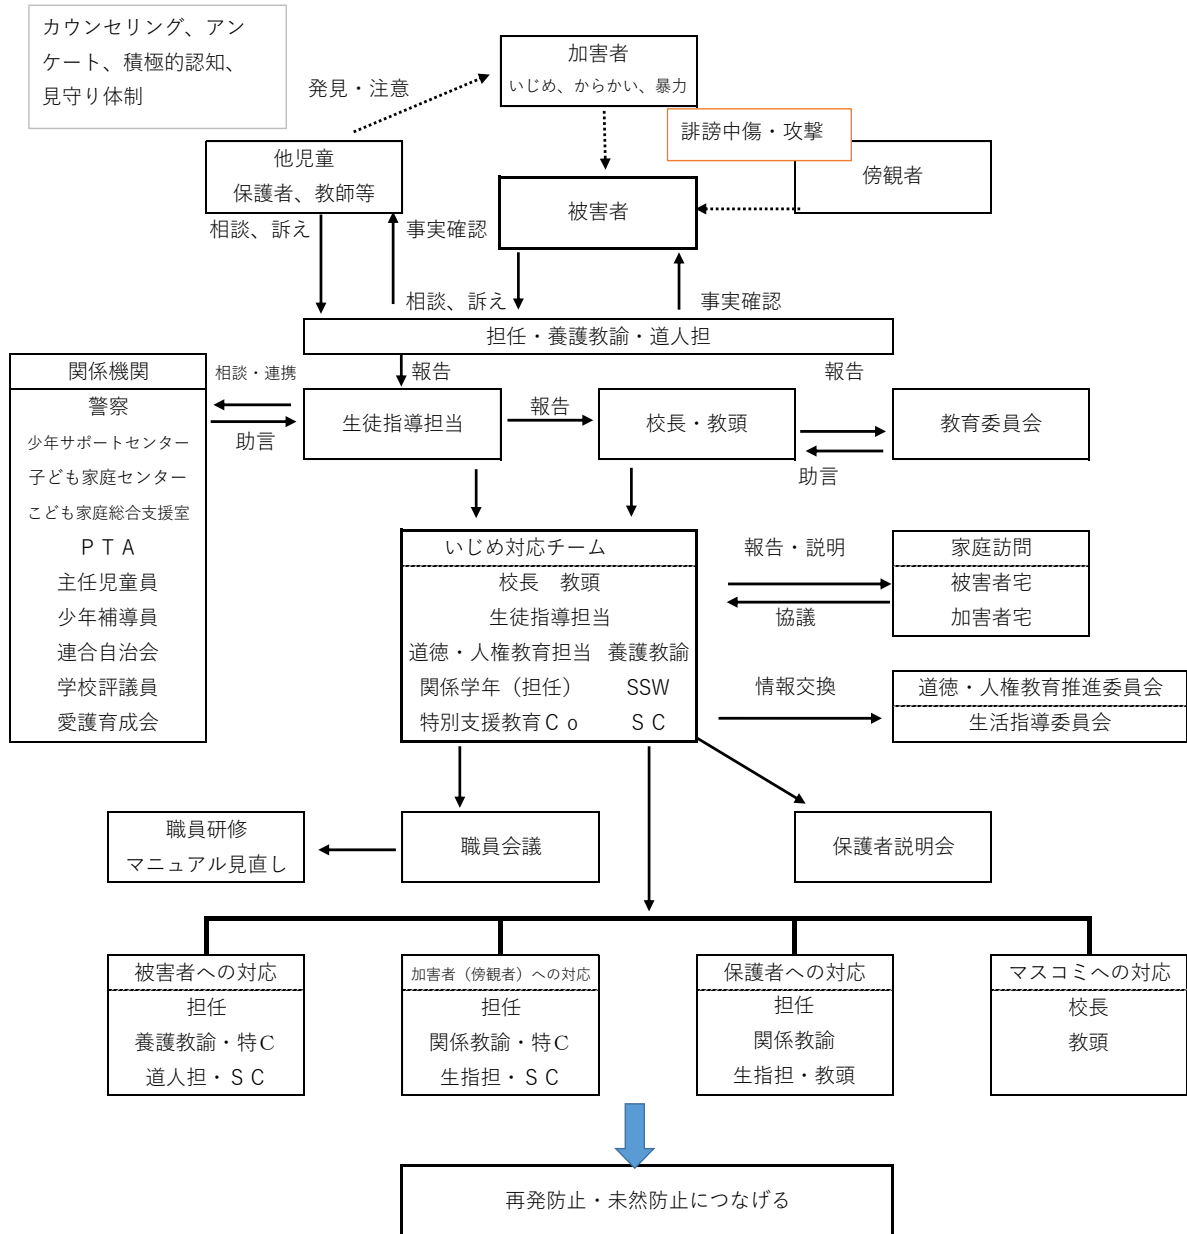 カウンセリング、アン
ケート、積極的認知、
見守り体制
加害者
いじめ、からかい、暴力
発見・注意
誹謗中傷・攻撃
他児童
保護者、教師等
傍観者
被害者
相談、訴え
事実確認
相談、訴え
事実確認
担任・養護教諭・道人担
関係機関
警察
少年サポートセンター
子ども家庭センター
こども家庭総合支援室
ＰＴＡ
主任児童員
少年補導員
連合自治会
学校評議員
愛護育成会
相談・連携
助言
報告
生徒指導担当
報告
校長・教頭
報告
助言
教育委員会
いじめ対応チーム
校長　教頭
生徒指導担当
道徳・人権教育担当　養護教諭
関係学年（担任）　SSW
特別支援教育Ｃｏ　ＳＣ
報告・説明
協議
家庭訪問
被害者宅
加害者宅
情報交換
道徳・人権教育推進委員会
生活指導委員会
職員研修
マニュアル見直し
職員会議
保護者説明会
被害者への対応
担任
養護教諭・特C
道人担・ＳＣ
加害者（傍観者）への対応
担任
関係教諭・特C
生指担・ＳＣ
保護者への対応
担任
関係教諭
生指担・教頭
マスコミへの対応
校長
教頭
再発防止・未然防止につなげる